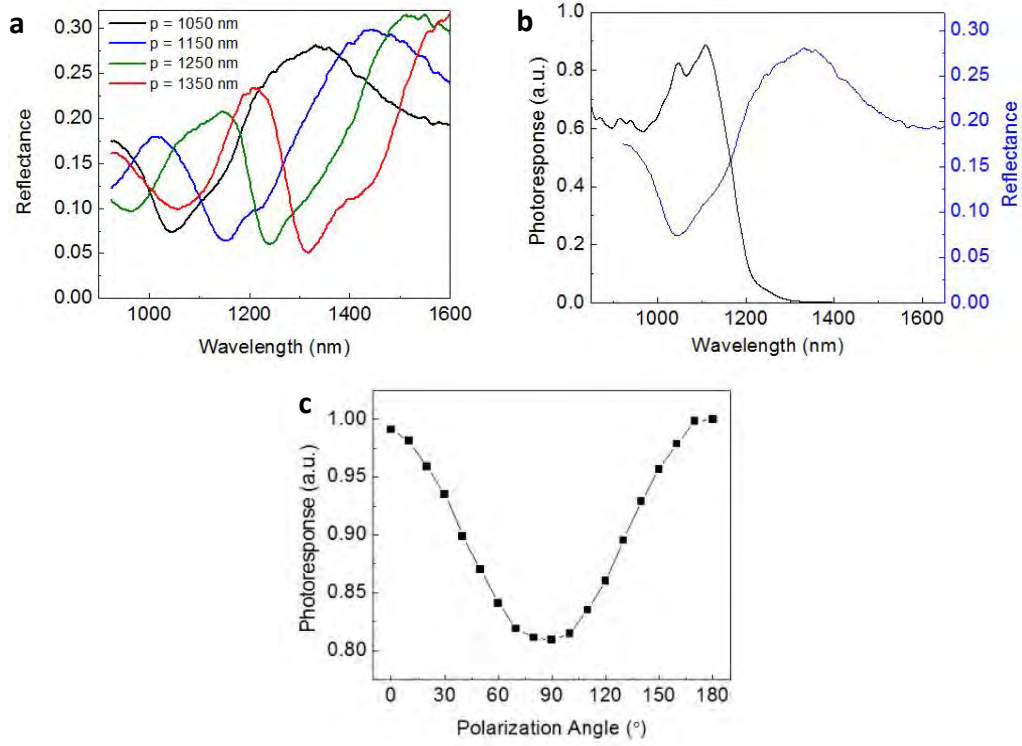 a
p = 1050 nm
p = 1150 nm
p = 1250 nm
p = 1350 nm
0.30
0.25
0.20
0.15
0.10
0.05
0.00
Reflectance
1000 1200 1400 1600
Wavelength (nm)
b
1.0
0.8
0.6
0.4
0.2
0.0
Photoresponse (a.u.)
0.30
0.25
0.20
0.15
0.10
0.05
0.00
Reflectance
1000 1200 1400 1600
Wavelength (nm)
c
1.00
0.95
0.90
0.85
0.80
Photoresponse (a.u.)
0 30 60 90 120 150 180
Polarization Angle (°)